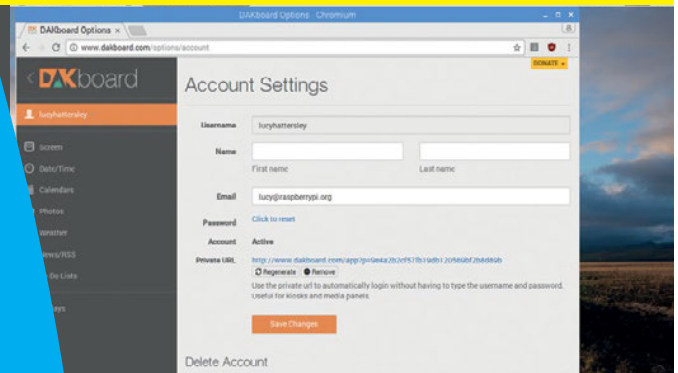 DAKboard Options - Chromium
DAKboard Options ×
www.dakboard.com/options/account
DONATE
< DAKboard
Account Settings
lucyhattersley
Username lucyhattersley
Screen
Name
Date/Time
First name Last name
Calendars
Email lucy@raspberrypi.org
Photos
Password Click to reset
Account Active
Private URL
Regenerate Remove
Use the private url to automatically login without having to type the username and password.
Useful for kiosks and media panels.
Save Changes
Delete Account